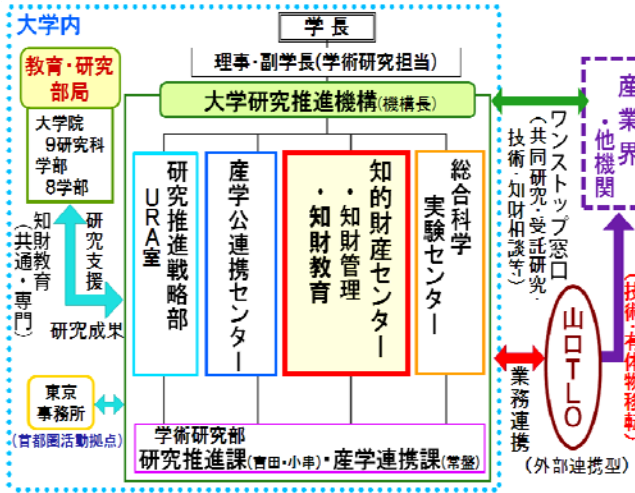 大学内
学長
理事・副学長(学術研究担当)
大学研究推進機構(機構長)
教育・研究
部局
大学院
9研究科
学部
8学部
研究支援
知財教育
(共通・専門)
研究成果
東京
事務所
(首都圏活動拠点)
研究推進戦略部
URA室
産学公連携センター
知的財産センター
・知財管理
・知財教育
総合科学
実験センター
学術研究部
研究推進課(吉田・小串)・産学連携課(常盤)
産業界
・他機関
ワンストップ窓口
(共同研究・受託研究・
技術・知財相談等)
山口TLO
業務連携
(外部連携型)
(技術・有体物移転)